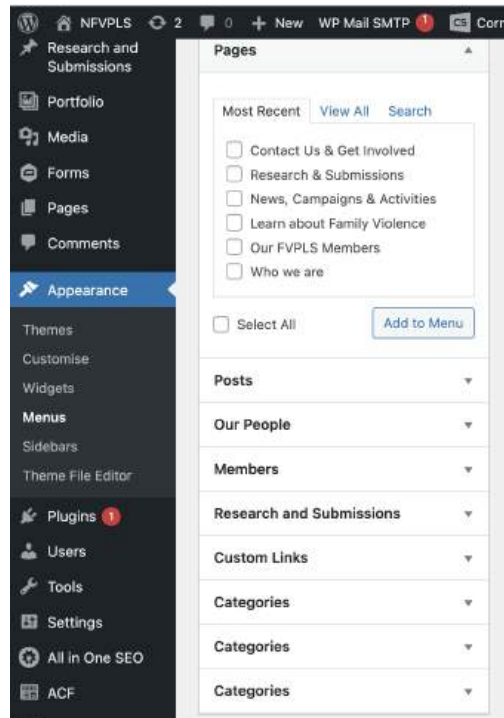 NFVPLS 2 0 New WP Mail SMTP 1 CS Corr
Research and
Submissions
Portfolio
Media
Forms
Pages
Comments
Appearance
Themes
Customise
Widgets
Menus
Sidebars
Theme File Editor
Plugins 1
Users
Tools
Settings
All in One SEO
ACF
Pages
Most Recent View All Search
Contact Us & Get Involved
Research & Submissions
News, Campaigns & Activities
Learn about Family Violence
Our FVPLS Members
Who we are
Select All Add to Menu
Posts
Our People
Members
Research and Submissions
Custom Links
Categories
Categories
Categories